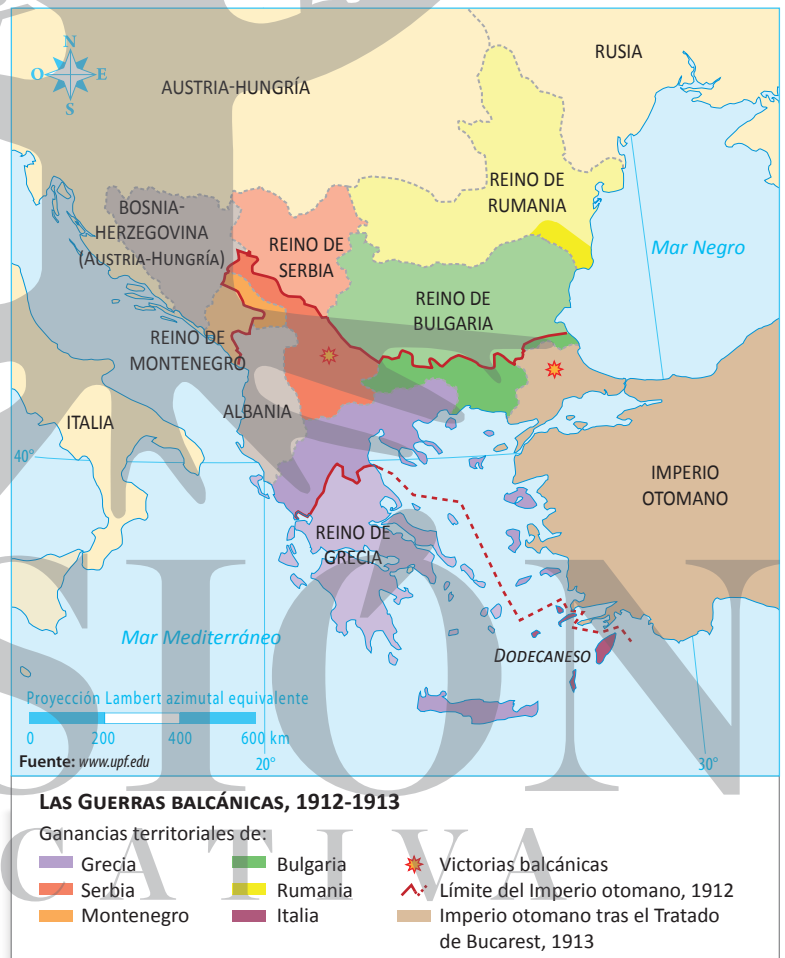 N
O
E
S
RUSIA
AUSTRIA-HUNGRÍA
REINO DE
RUMANIA
BOSNIA-
HERZEGOVINA
(AUSTRIA-HUNGRÍA)
REINO DE
SERBIA
Mar Negro
REINO DE
BULGARIA
REINO DE
MONTENEGRO
ALBANIA
ITALIA
40°
IMPERIO
OTOMANO
REINO DE
GRECIA
Mar Mediterráneo
DODECANESO
Proyección Lambert azimutal equivalente
0 200 400 600 km
Fuente: www.upf.edu
20°
30°
SIÓN
CATIVA
LAS GUERRAS BALCÁNICAS, 1912-1913
Ganancias territoriales de:
Grecia
Serbia
Montenegro
Bulgaria
Rumania
Italia
Victorias balcánicas
Límite del Imperio otomano, 1912
Imperio otomano tras el Tratado
de Bucarest, 1913